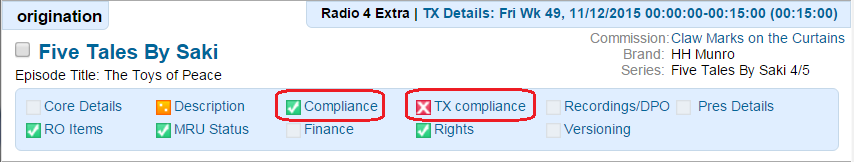 origination
Radio 4 Extra | TX Details: Fri Wk 49, 11/12/2015 00:00:00-00:15:00 (00:15:00)
Five Tales By Saki
Episode Title: The Toys of Peace
Commission: Claw Marks on the Curtains
Brand: HH Munro
Series: Five Tales By Saki 4/5
Core Details Description Compliance TX compliance Recordings/DPO Pres Details
RO Items MRU Status Finance Rights Versioning